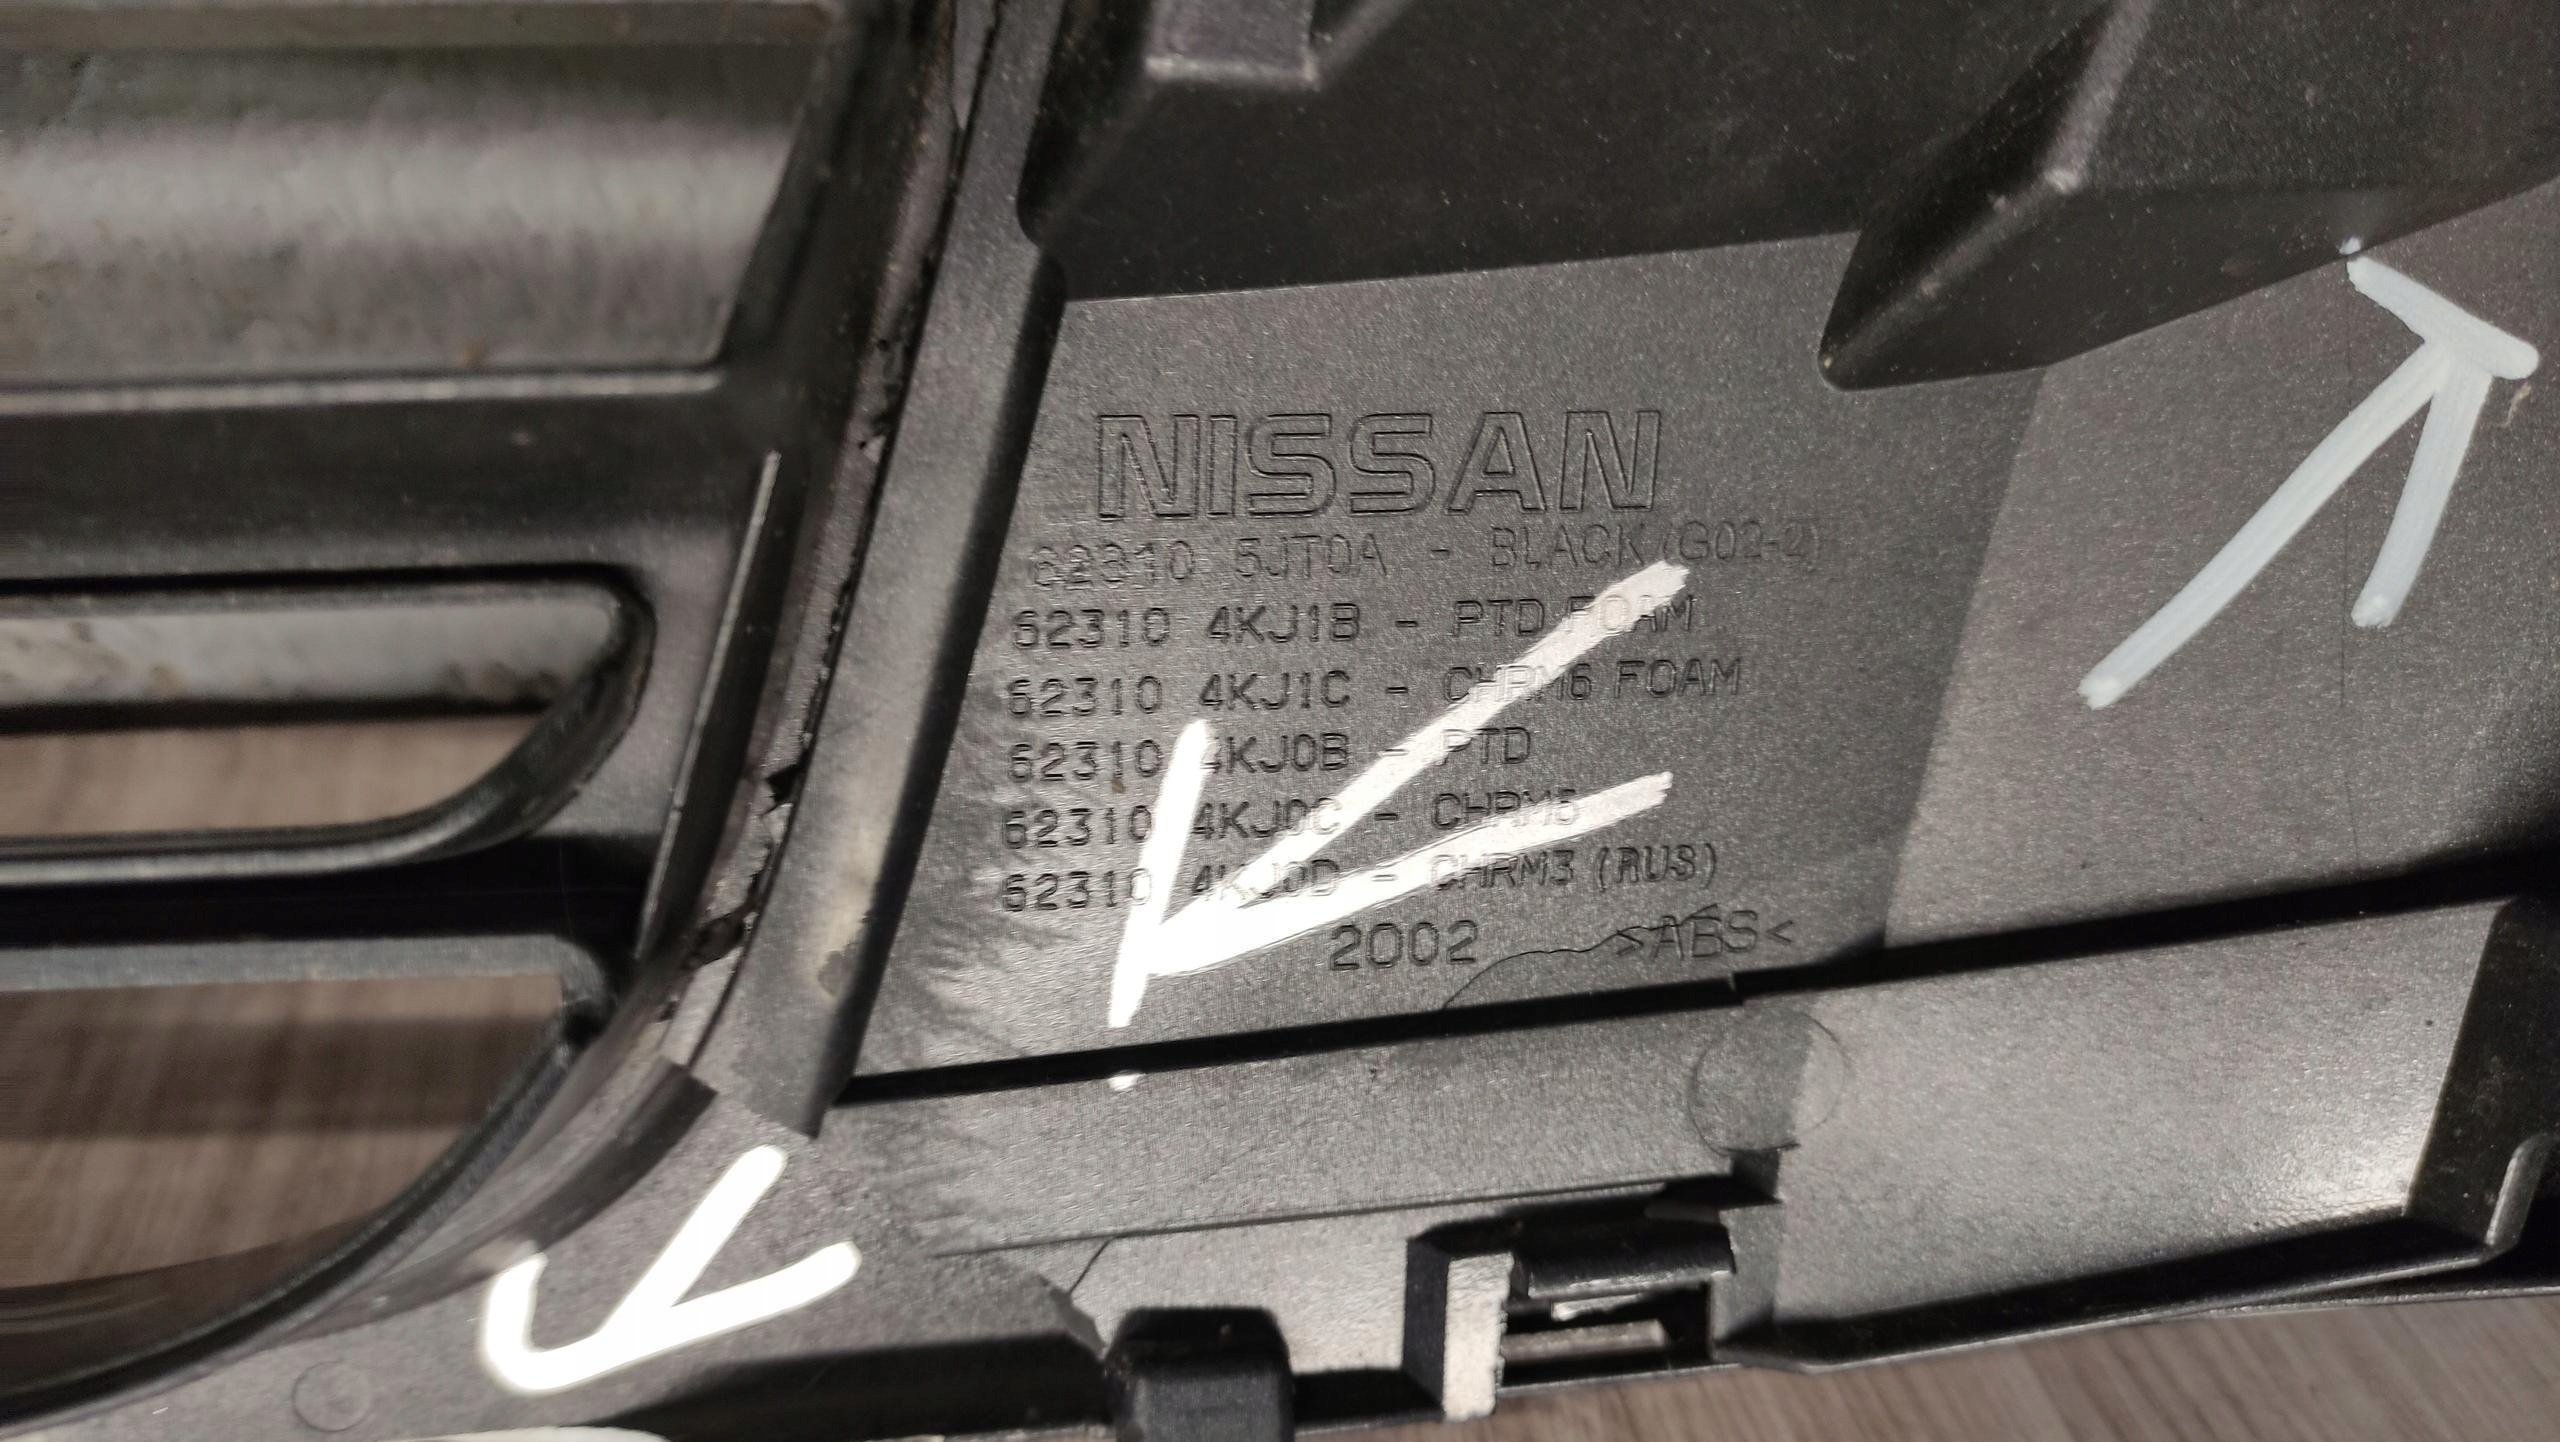 NISSAN
62310 5JT0A - BLACK (G02-2)
62310 4KJ1B - PTD FOAM
62310 4KJ1C - CHRM6 FOAM
62310 4KJ0B - PTD
62310 4KJ0C - CHRM6
62310 4KJ0D - CHRM3 (RUS)
2002 >ABS<